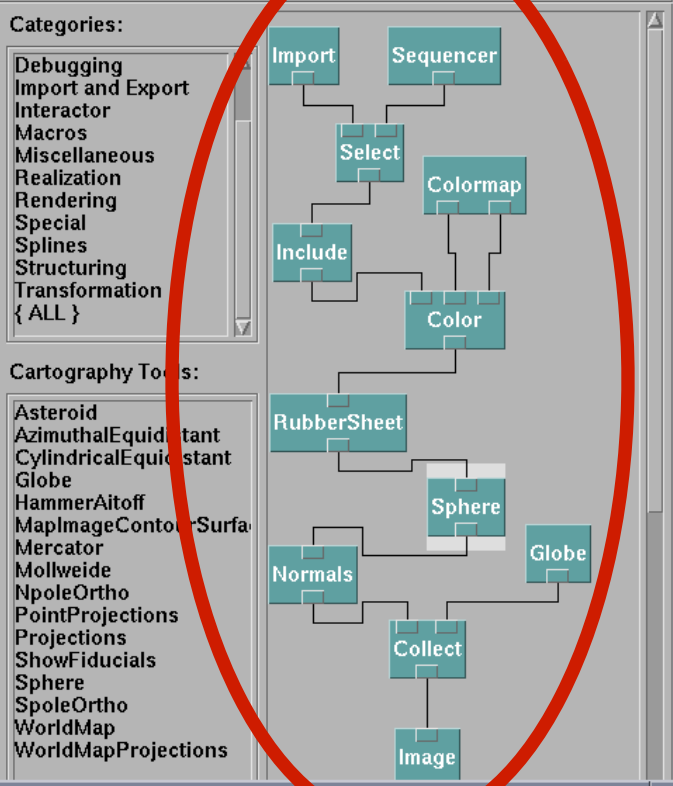 Categories:
Debugging
Import and Export
Interactor
Macros
Miscellaneous
Realization
Rendering
Special
Splines
Structuring
Transformation
{ ALL }
Cartography Tools:
Asteroid
AzimuthalEquidistant
CylindricalEquidistant
Globe
HammerAitoff
MapImageContourSurfa
Mercator
Mollweide
NpoleOrtho
PointProjections
Projections
ShowFiducials
Sphere
SpoleOrtho
WorldMap
WorldMapProjections
Import
Sequencer
Select
Colormap
Include
Color
RubberSheet
Sphere
Globe
Normals
Collect
Image